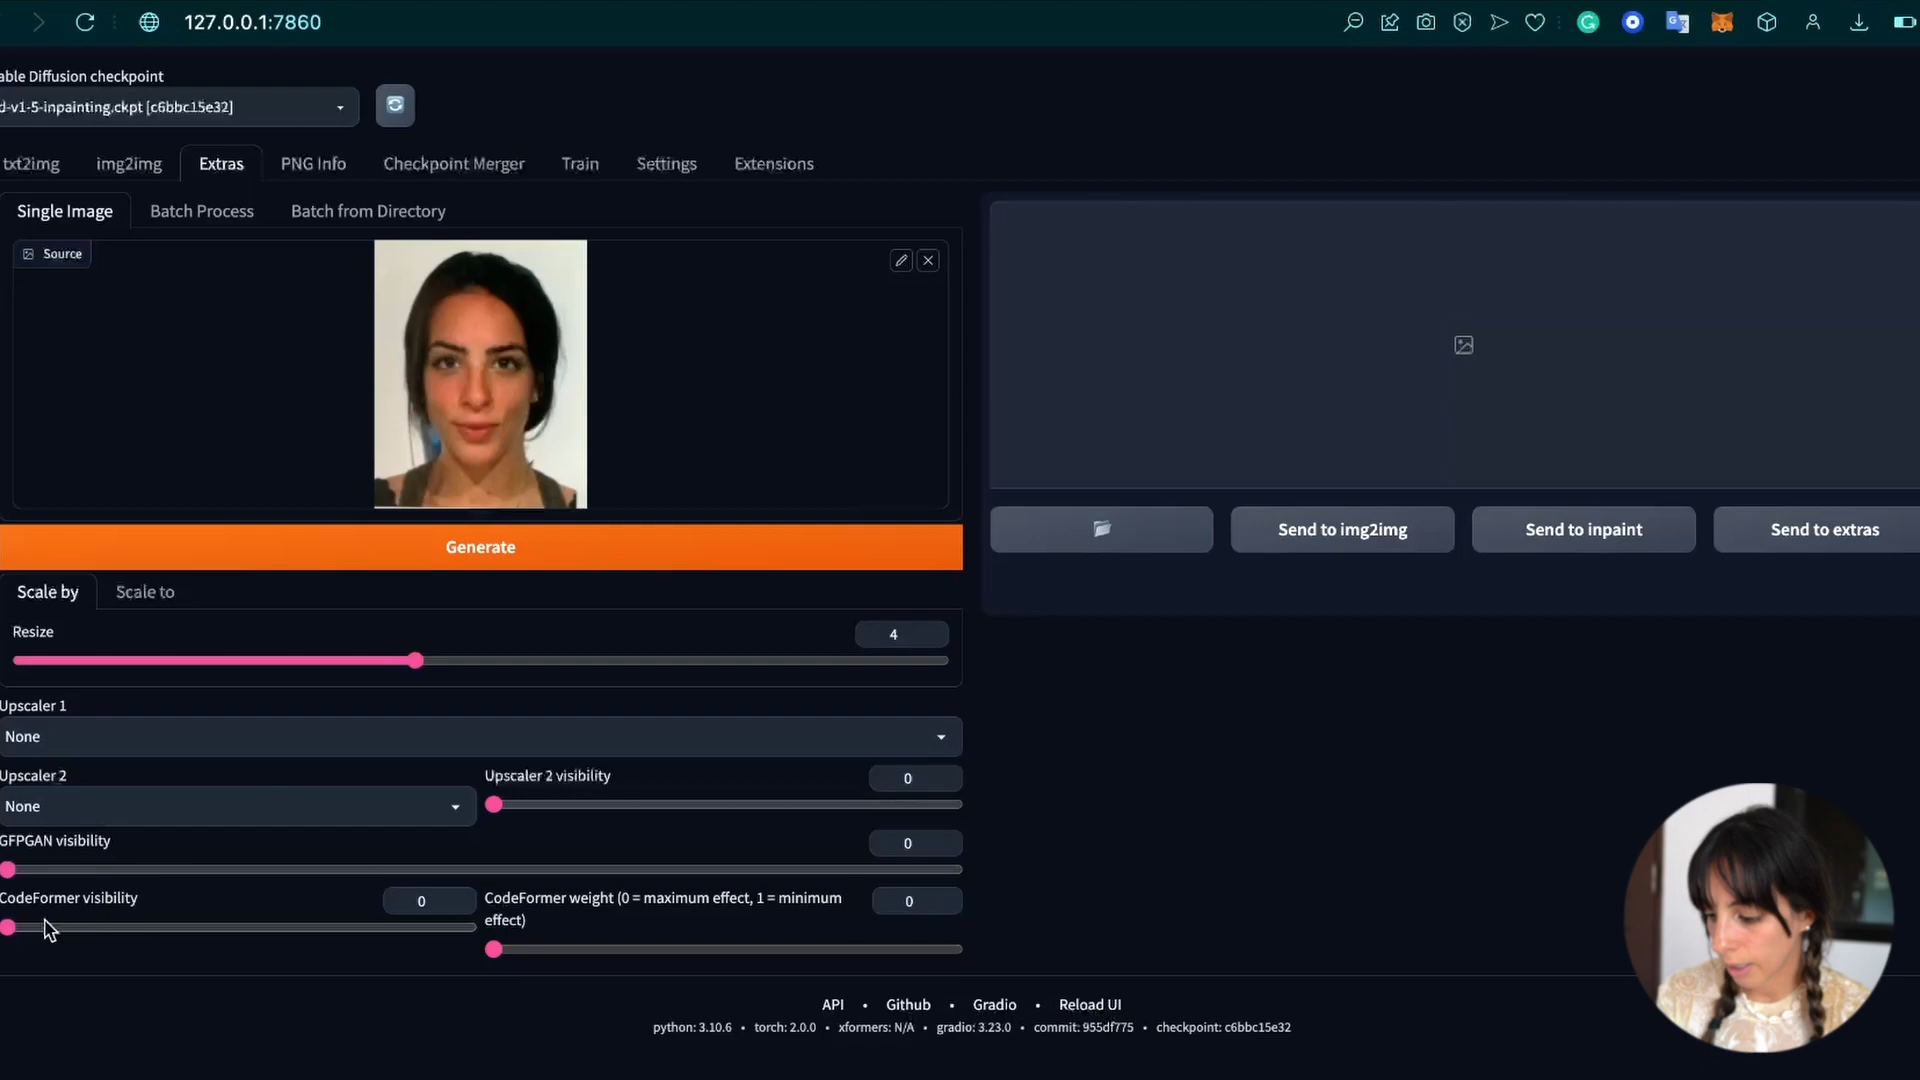 127.0.0.1:7860
able Diffusion checkpoint
d-v1-5-inpainting.ckpt [c6bbc15e32]
txt2img img2img Extras PNG Info Checkpoint Merger Train Settings Extensions
Single Image Batch Process Batch from Directory
Source
Generate
Send to img2img Send to inpaint Send to extras
Scale by Scale to
Resize 4
Upscaler 1
None
Upscaler 2 Upscaler 2 visibility 0
None
GFPGAN visibility 0
CodeFormer visibility 0 CodeFormer weight (0 = maximum effect, 1 = minimum effect) 0
API • Github • Gradio • Reload UI
python: 3.10.6 • torch: 2.0.0 • xformers: N/A • gradio: 3.23.0 • commit: 955df775 • checkpoint: c6bbc15e32